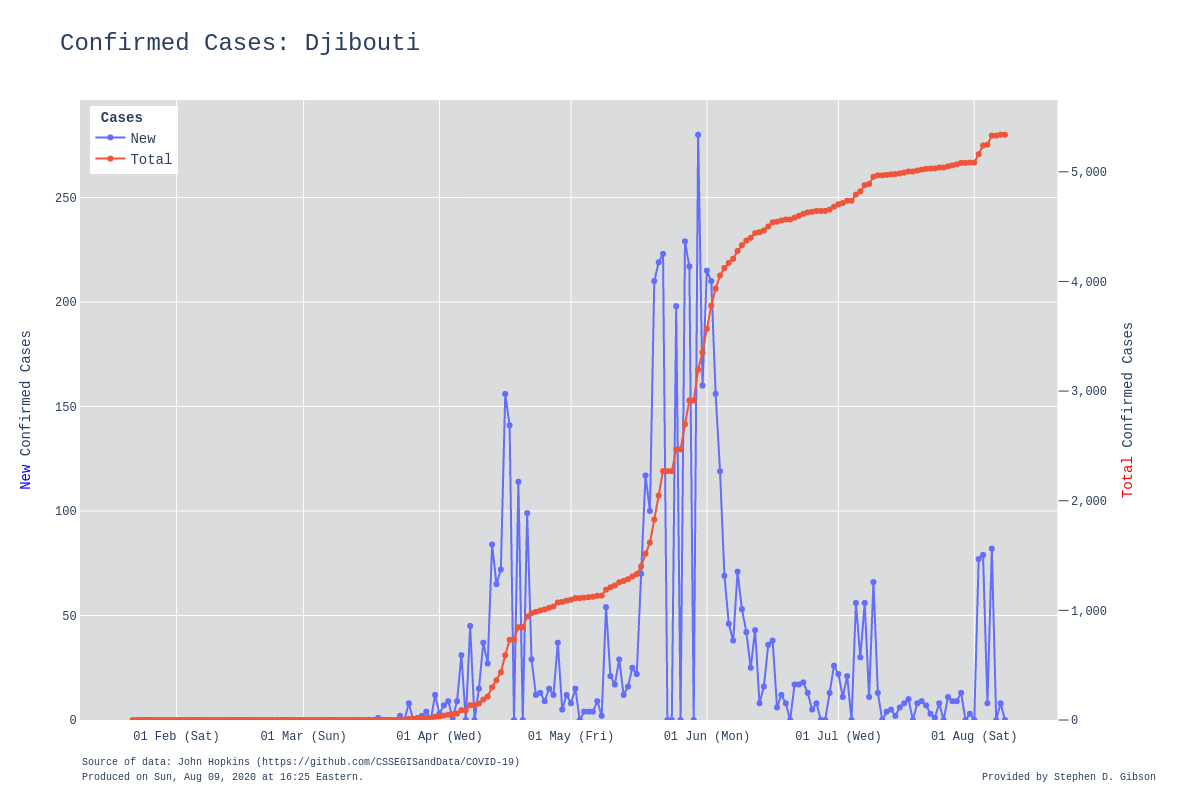 Confirmed Cases: Djibouti
Cases
New
Total
250
200
150
100
50
0
5,000
4,000
3,000
2,000
1,000
0
New Confirmed Cases
Total Confirmed Cases
01 Feb (Sat)
01 Mar (Sun)
01 Apr (Wed)
01 May (Fri)
01 Jun (Mon)
01 Jul (Wed)
01 Aug (Sat)
Source of data: John Hopkins (https://github.com/CSSEGISandData/COVID-19)
Produced on Sun, Aug 09, 2020 at 16:25 Eastern.
Provided by Stephen D. Gibson